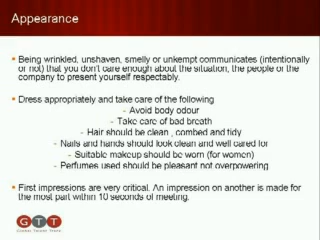 Appearance
Being wrinkled, unshaven, smelly or unkempt communicates (intentionally
or not) that you don't care enough about the situation, the people or the
company to present yourself respectably.
Dress appropriately and take care of the following
- Avoid body odour
- Take care of bad breath
- Hair should be clean , combed and tidy
- Nails and hands should look clean and well cared for
- Suitable makeup should be worn (for women)
- Perfumes used should be pleasant not overpowering
First impressions are very critical. An impression on another is made for
the most part within 10 seconds of meeting.
GTT